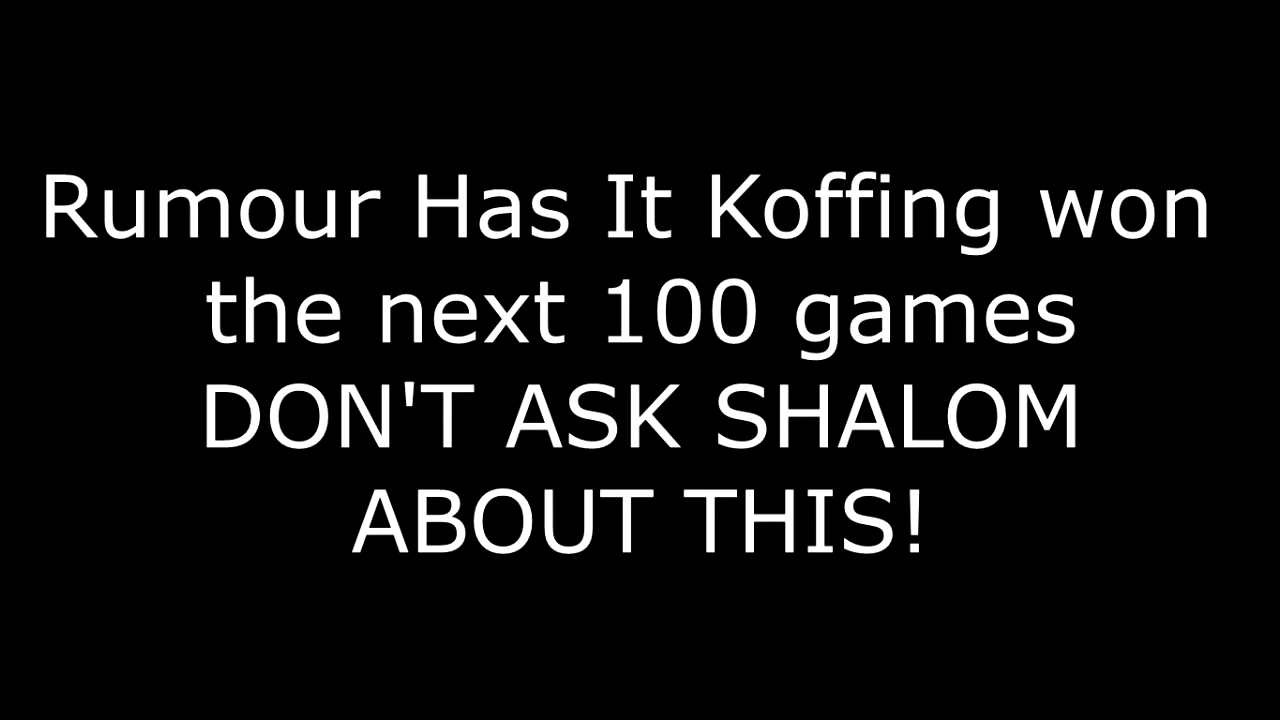 Rumour Has It Koffing won
the next 100 games
DON'T ASK SHALOM
ABOUT THIS!